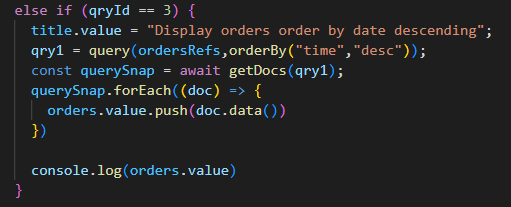 else if (qryId == 3) {
title.value = "Display orders order by date descending";
qry1 = query(ordersRefs,orderBy("time","desc"));
const querySnap = await getDocs(qry1);
querySnap.forEach((doc) => {
orders.value.push(doc.data())
})
console.log(orders.value)
}